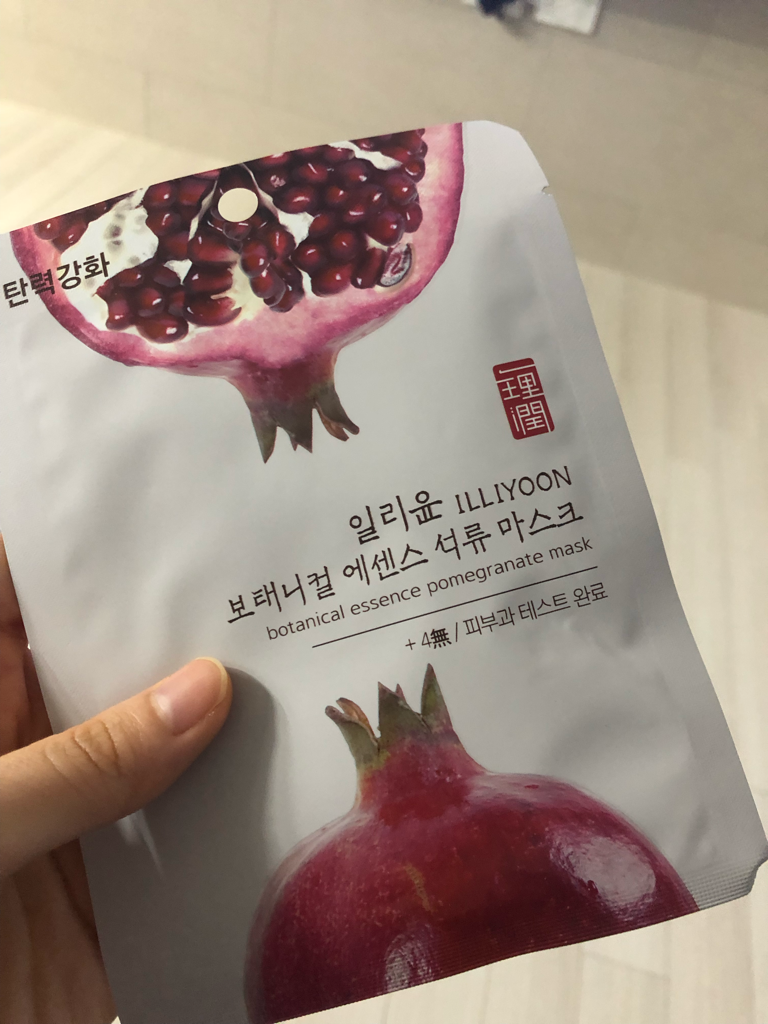 탄력강화
一理潤
일리윤 ILLIYOON
보태니컬 에센스 석류 마스크
botanical essence pomegranate mask
+ 4無 / 피부과 테스트 완료